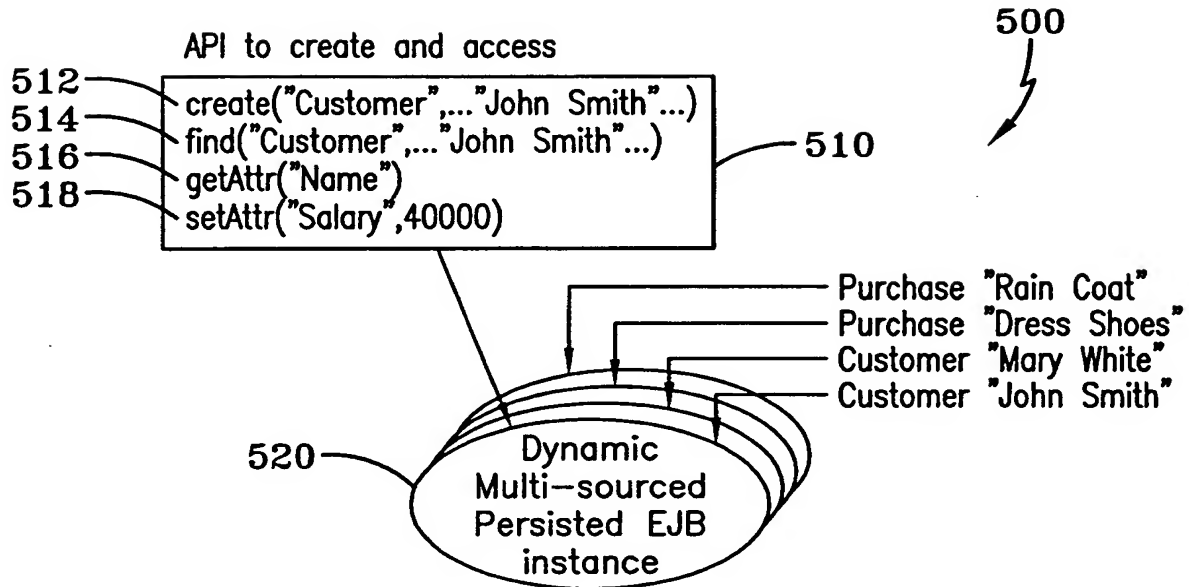 500
API to create and access
512
create("Customer",..."John Smith"...)
514
find("Customer",..."John Smith"...)
510
516
getAttr("Name")
518
setAttr("Salary",40000)
Purchase "Rain Coat"
Purchase "Dress Shoes"
Customer "Mary White"
Customer "John Smith"
520
Dynamic
Multi-sourced
Persisted EJB
instance